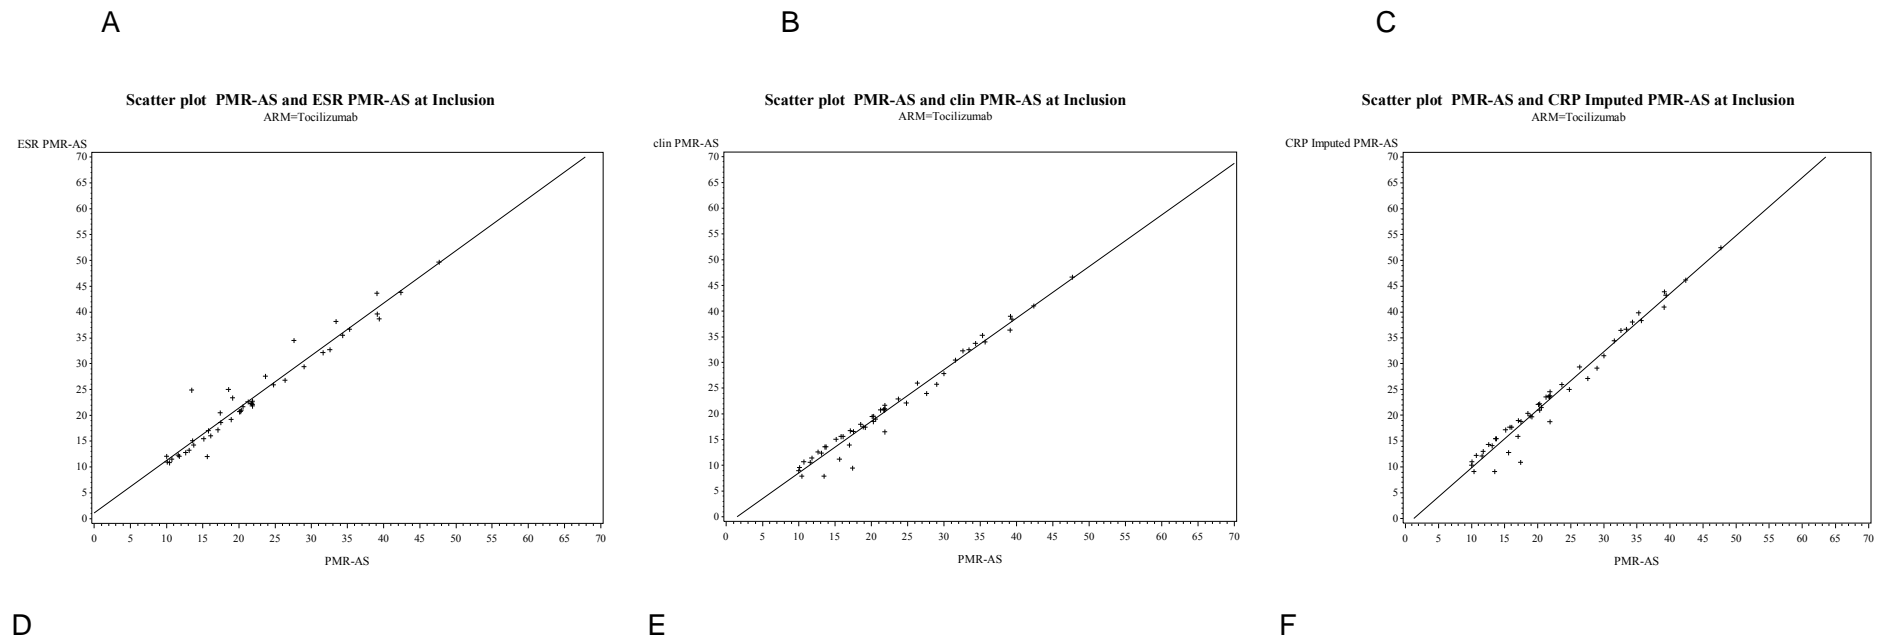 A B C
Scatter plot PMR-AS and ESR PMR-AS at Inclusion
ARM=Tocilizumab
ESR PMR-AS
70
65
60
55
50
45
40
35
30
25
20
15
10
5
0
0 5 10 15 20 25 30 35 40 45 50 55 60 65 70
PMR-AS
Scatter plot PMR-AS and clin PMR-AS at Inclusion
ARM=Tocilizumab
clin PMR-AS
70
65
60
55
50
45
40
35
30
25
20
15
10
5
0
0 5 10 15 20 25 30 35 40 45 50 55 60 65 70
PMR-AS
Scatter plot PMR-AS and CRP Imputed PMR-AS at Inclusion
ARM=Tocilizumab
CRP Imputed PMR-AS
70
65
60
55
50
45
40
35
30
25
20
15
10
5
0
0 5 10 15 20 25 30 35 40 45 50 55 60 65 70
PMR-AS
D E F